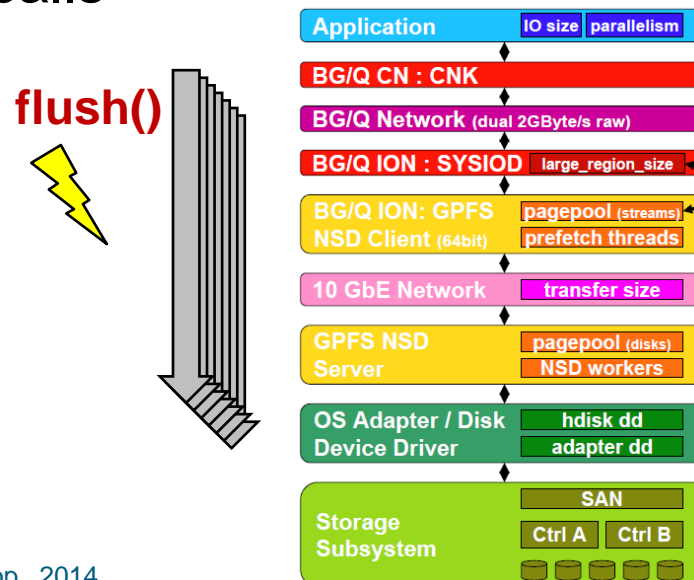 flush()
Application IO size parallelism
BG/Q CN : CNK
BG/Q Network (dual 2GByte/s raw)
BG/Q ION : SYSIOD large_region_size
BG/Q ION: GPFS pagepool (streams)
NSD Client (64bit) prefetch threads
10 GbE Network transfer size
GPFS NSD pagepool (disks)
Server NSD workers
OS Adapter / Disk hdisk dd
Device Driver adapter dd
SAN
Storage
Subsystem
Ctrl A Ctrl B
2014